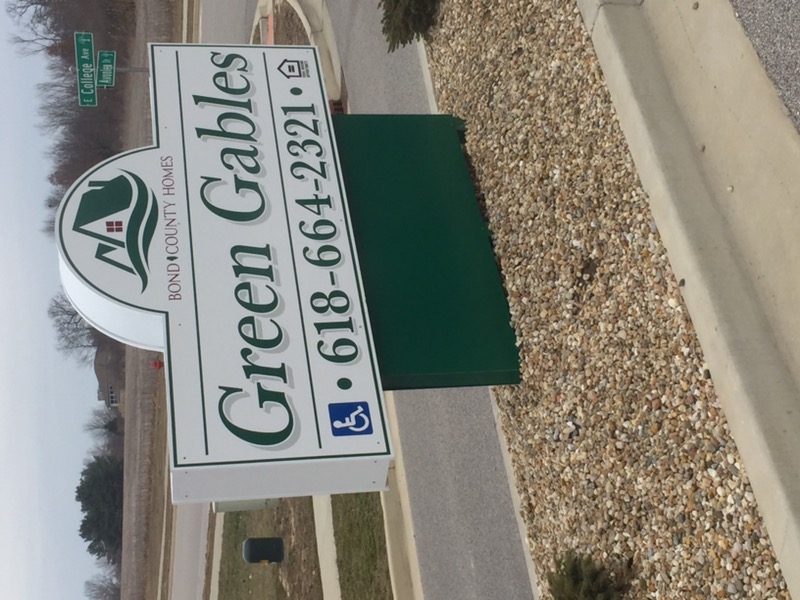 BOND COUNTY HOMES
Green Gables
• 618-664-2321 •
E College Ave